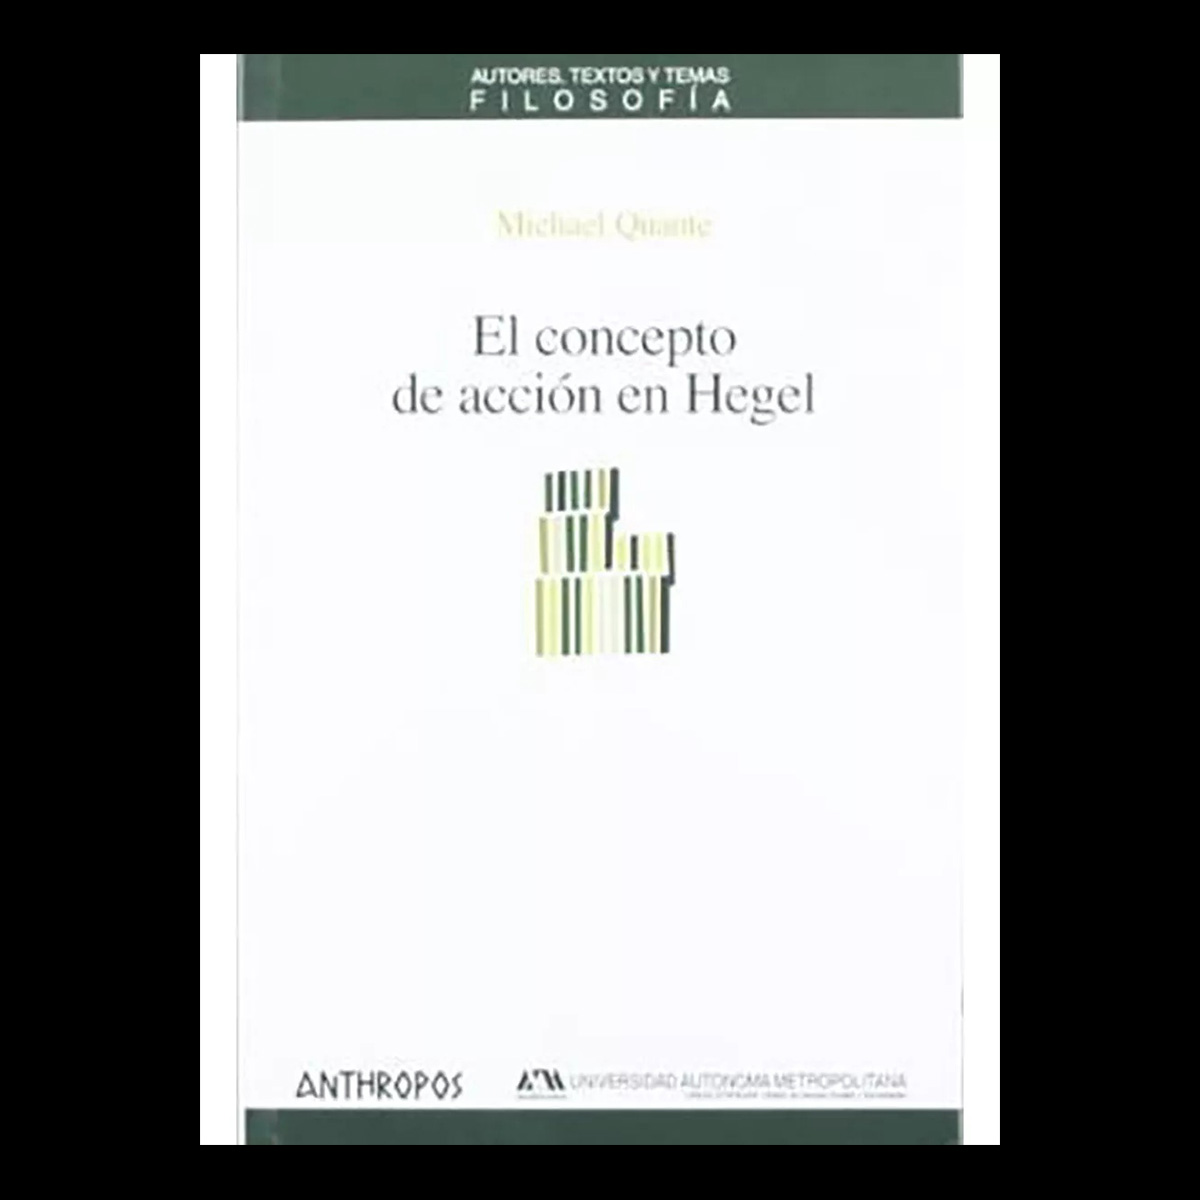 AUTORES, TEXTOS Y TEMAS
FILOSOFÍA
Michael Quante
El concepto
de acción en Hegel
ANTHROPOS
UNIVERSIDAD AUTONOMA METROPOLITANA